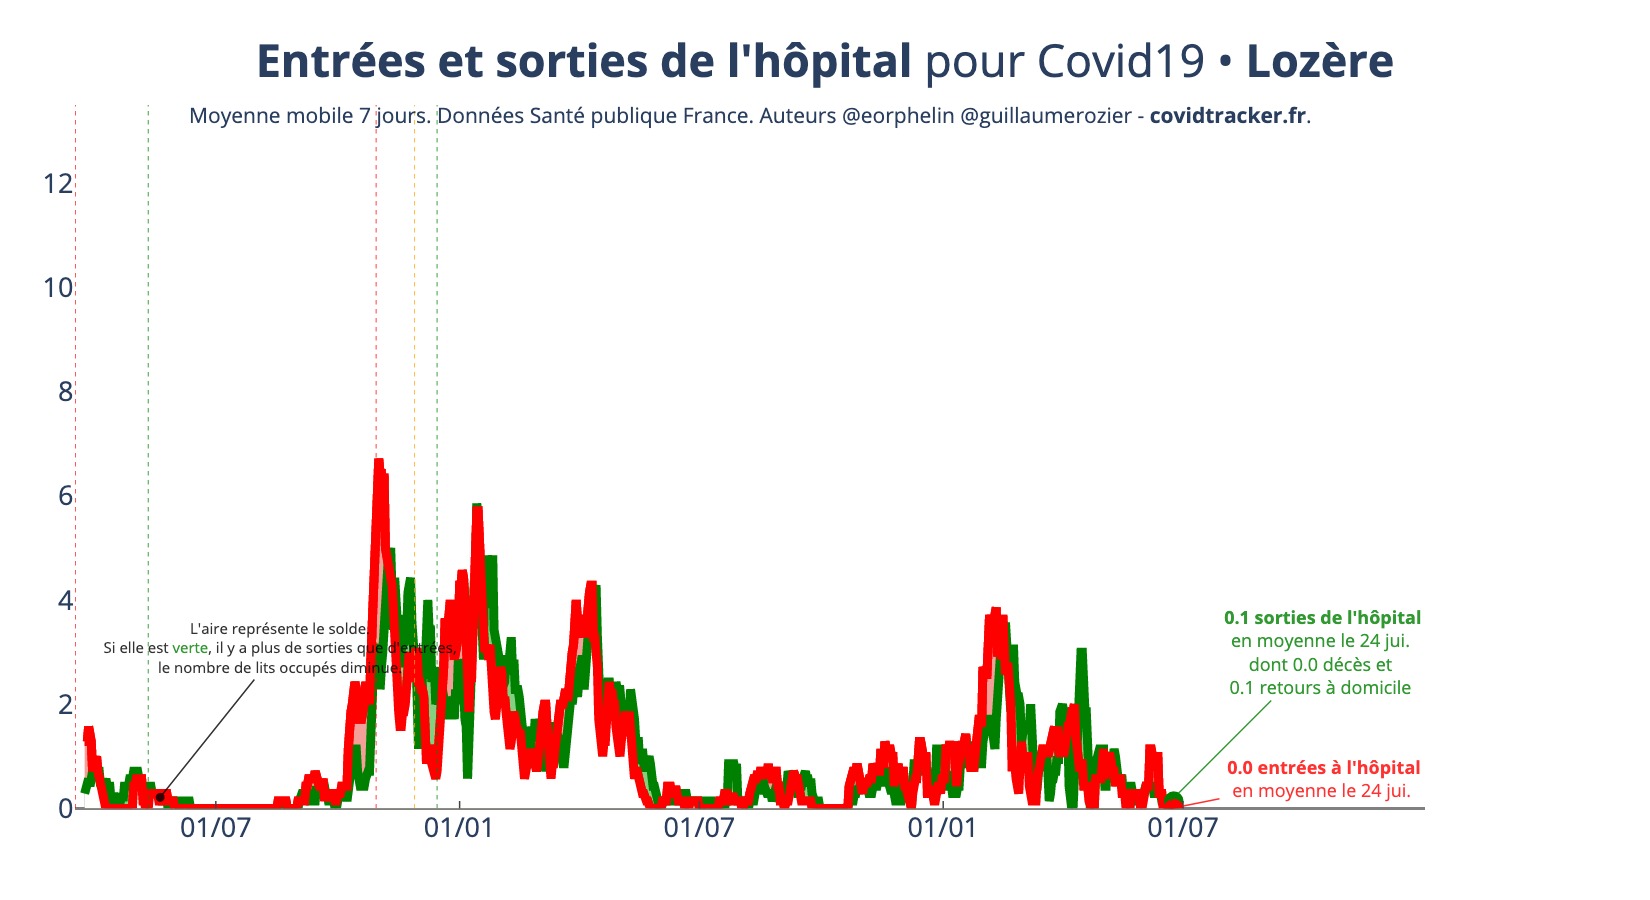 Entrées et sorties de l'hôpital pour Covid19 • Lozère
Moyenne mobile 7 jours. Données Santé publique France. Auteurs @eorphelin @guillaumerozier - covidtracker.fr.
12
10
8
6
4
2
0
L'aire représente le solde.
Si elle est verte, il y a plus de sorties que d'entrées,
le nombre de lits occupés diminue.
0.1 sorties de l'hôpital
en moyenne le 24 jui.
dont 0.0 décès et
0.1 retours à domicile
0.0 entrées à l'hôpital
en moyenne le 24 jui.
01/07
01/01
01/07
01/01
01/07